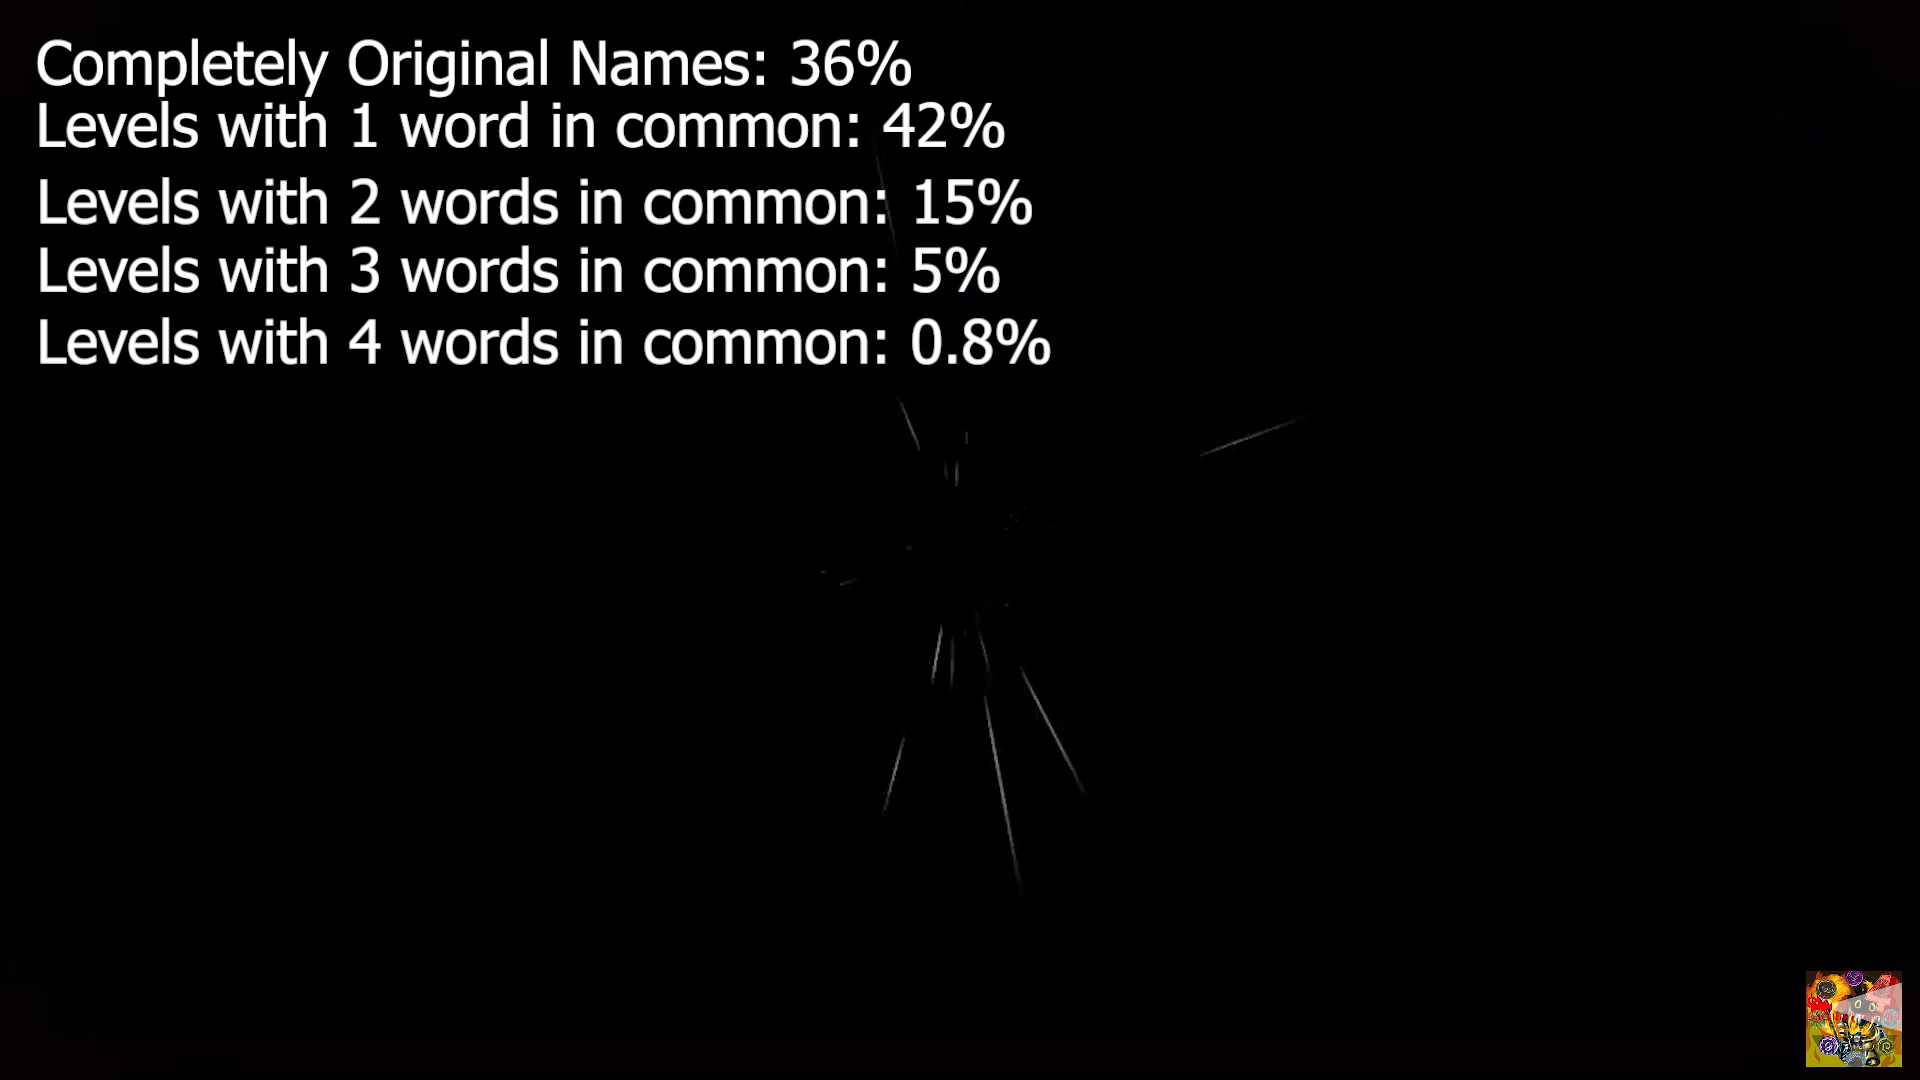 Completely Original Names: 36%
Levels with 1 word in common: 42%
Levels with 2 words in common: 15%
Levels with 3 words in common: 5%
Levels with 4 words in common: 0.8%